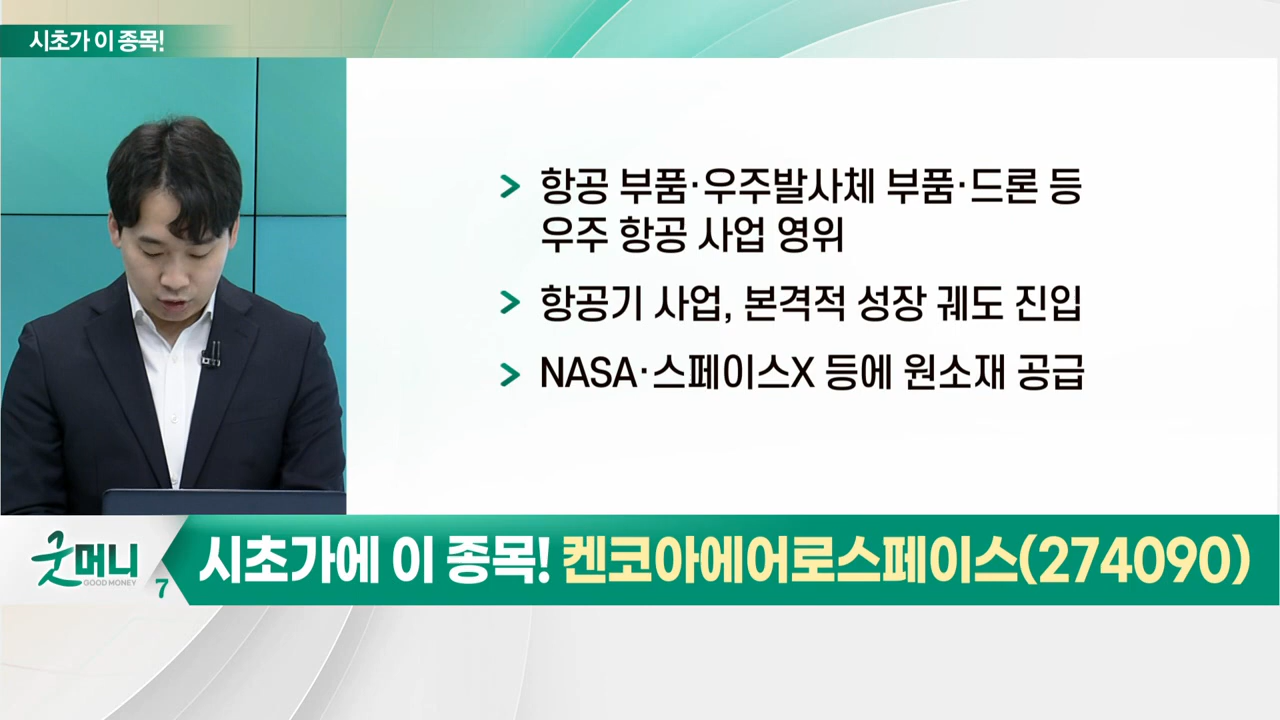 시초가 이 종목!
> 항공 부품·우주발사체 부품·드론 등
우주 항공 사업 영위
> 항공기 사업, 본격적 성장 궤도 진입
> NASA·스페이스X 등에 원소재 공급
굿머니
GOOD MONEY
7
시초가에 이 종목! 켄코아에어로스페이스(274090)